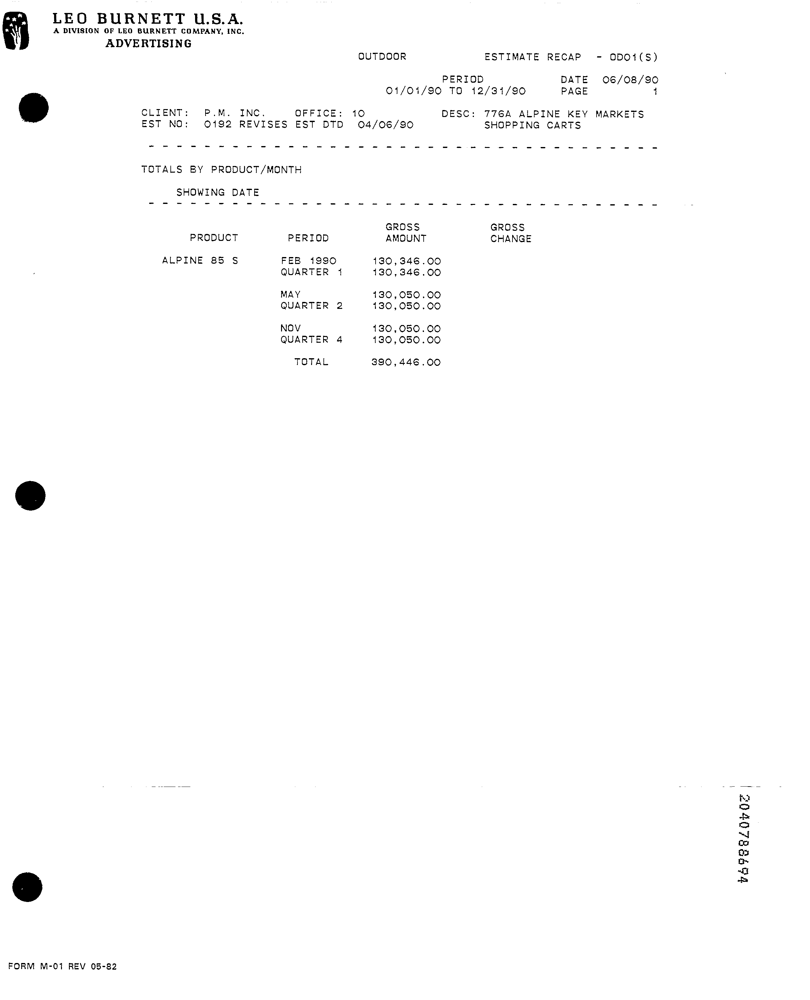 LEO BURNETT U.S.A.
A DIVISION OF LEO BURNETT COMPANY, INC.
ADVERTISING
OUTDOOR ESTIMATE RECAP - OD01(S)
PERIOD DATE 06/08/90
01/01/90 TO 12/31/90 PAGE 1
CLIENT: P.M. INC. OFFICE: 10 DESC: 776A ALPINE KEY MARKETS
EST NO: 0192 REVISES EST DTD 04/06/90 SHOPPING CARTS
TOTALS BY PRODUCT/MONTH
SHOWING DATE
GROSS GROSS
PRODUCT PERIOD AMOUNT CHANGE
ALPINE 85 S FEB 1990 130,346.00
QUARTER 1 130,346.00
MAY 130,050.00
QUARTER 2 130,050.00
NOV 130,050.00
QUARTER 4 130,050.00
TOTAL 390,446.00
2040788694
FORM M-01 REV 05-82